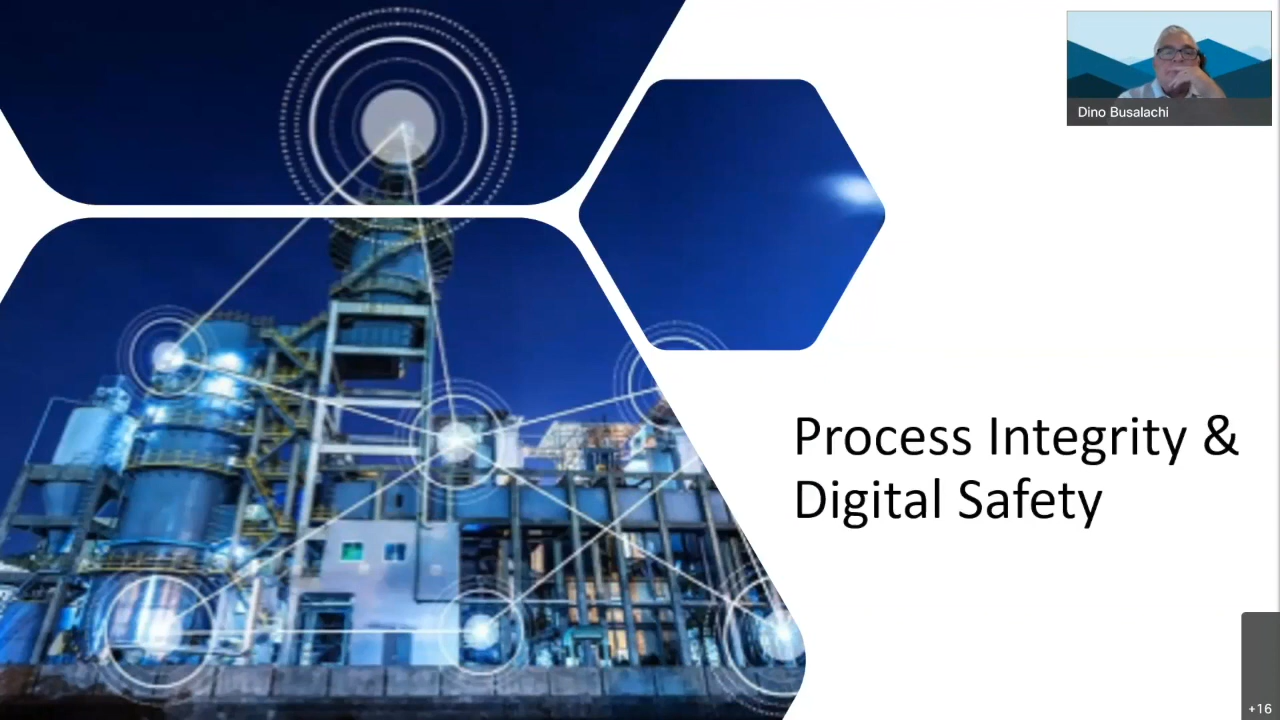 Dino Busalachi
Process Integrity &
Digital Safety
+16